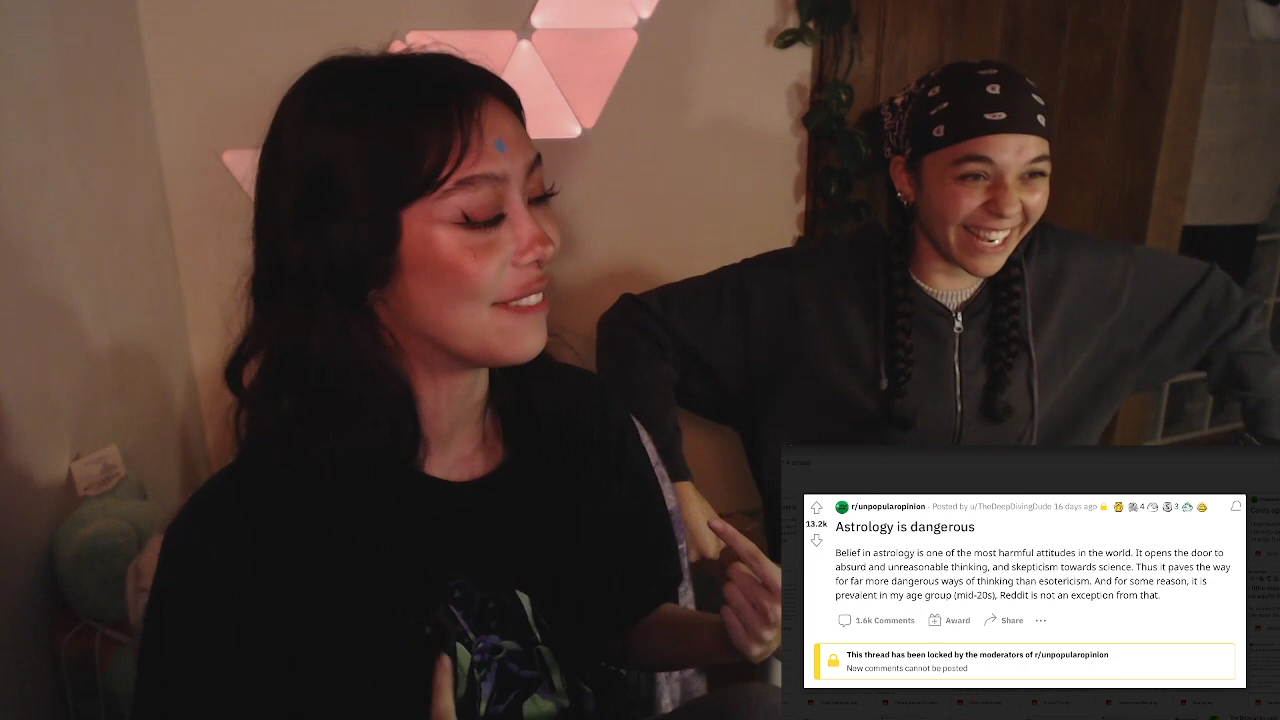 r/unpopularopinion · Posted by u/TheDeepDivingDude 16 days ago 4 3
13.2k
Astrology is dangerous
Belief in astrology is one of the most harmful attitudes in the world. It opens the door to
absurd and unreasonable thinking, and skepticism towards science. Thus it paves the way
for far more dangerous ways of thinking than esotericism. And for some reason, it is
prevalent in my age group (mid-20s), Reddit is not an exception from that.
1.6k Comments Award Share ...
This thread has been locked by the moderators of r/unpopularopinion
New comments cannot be posted